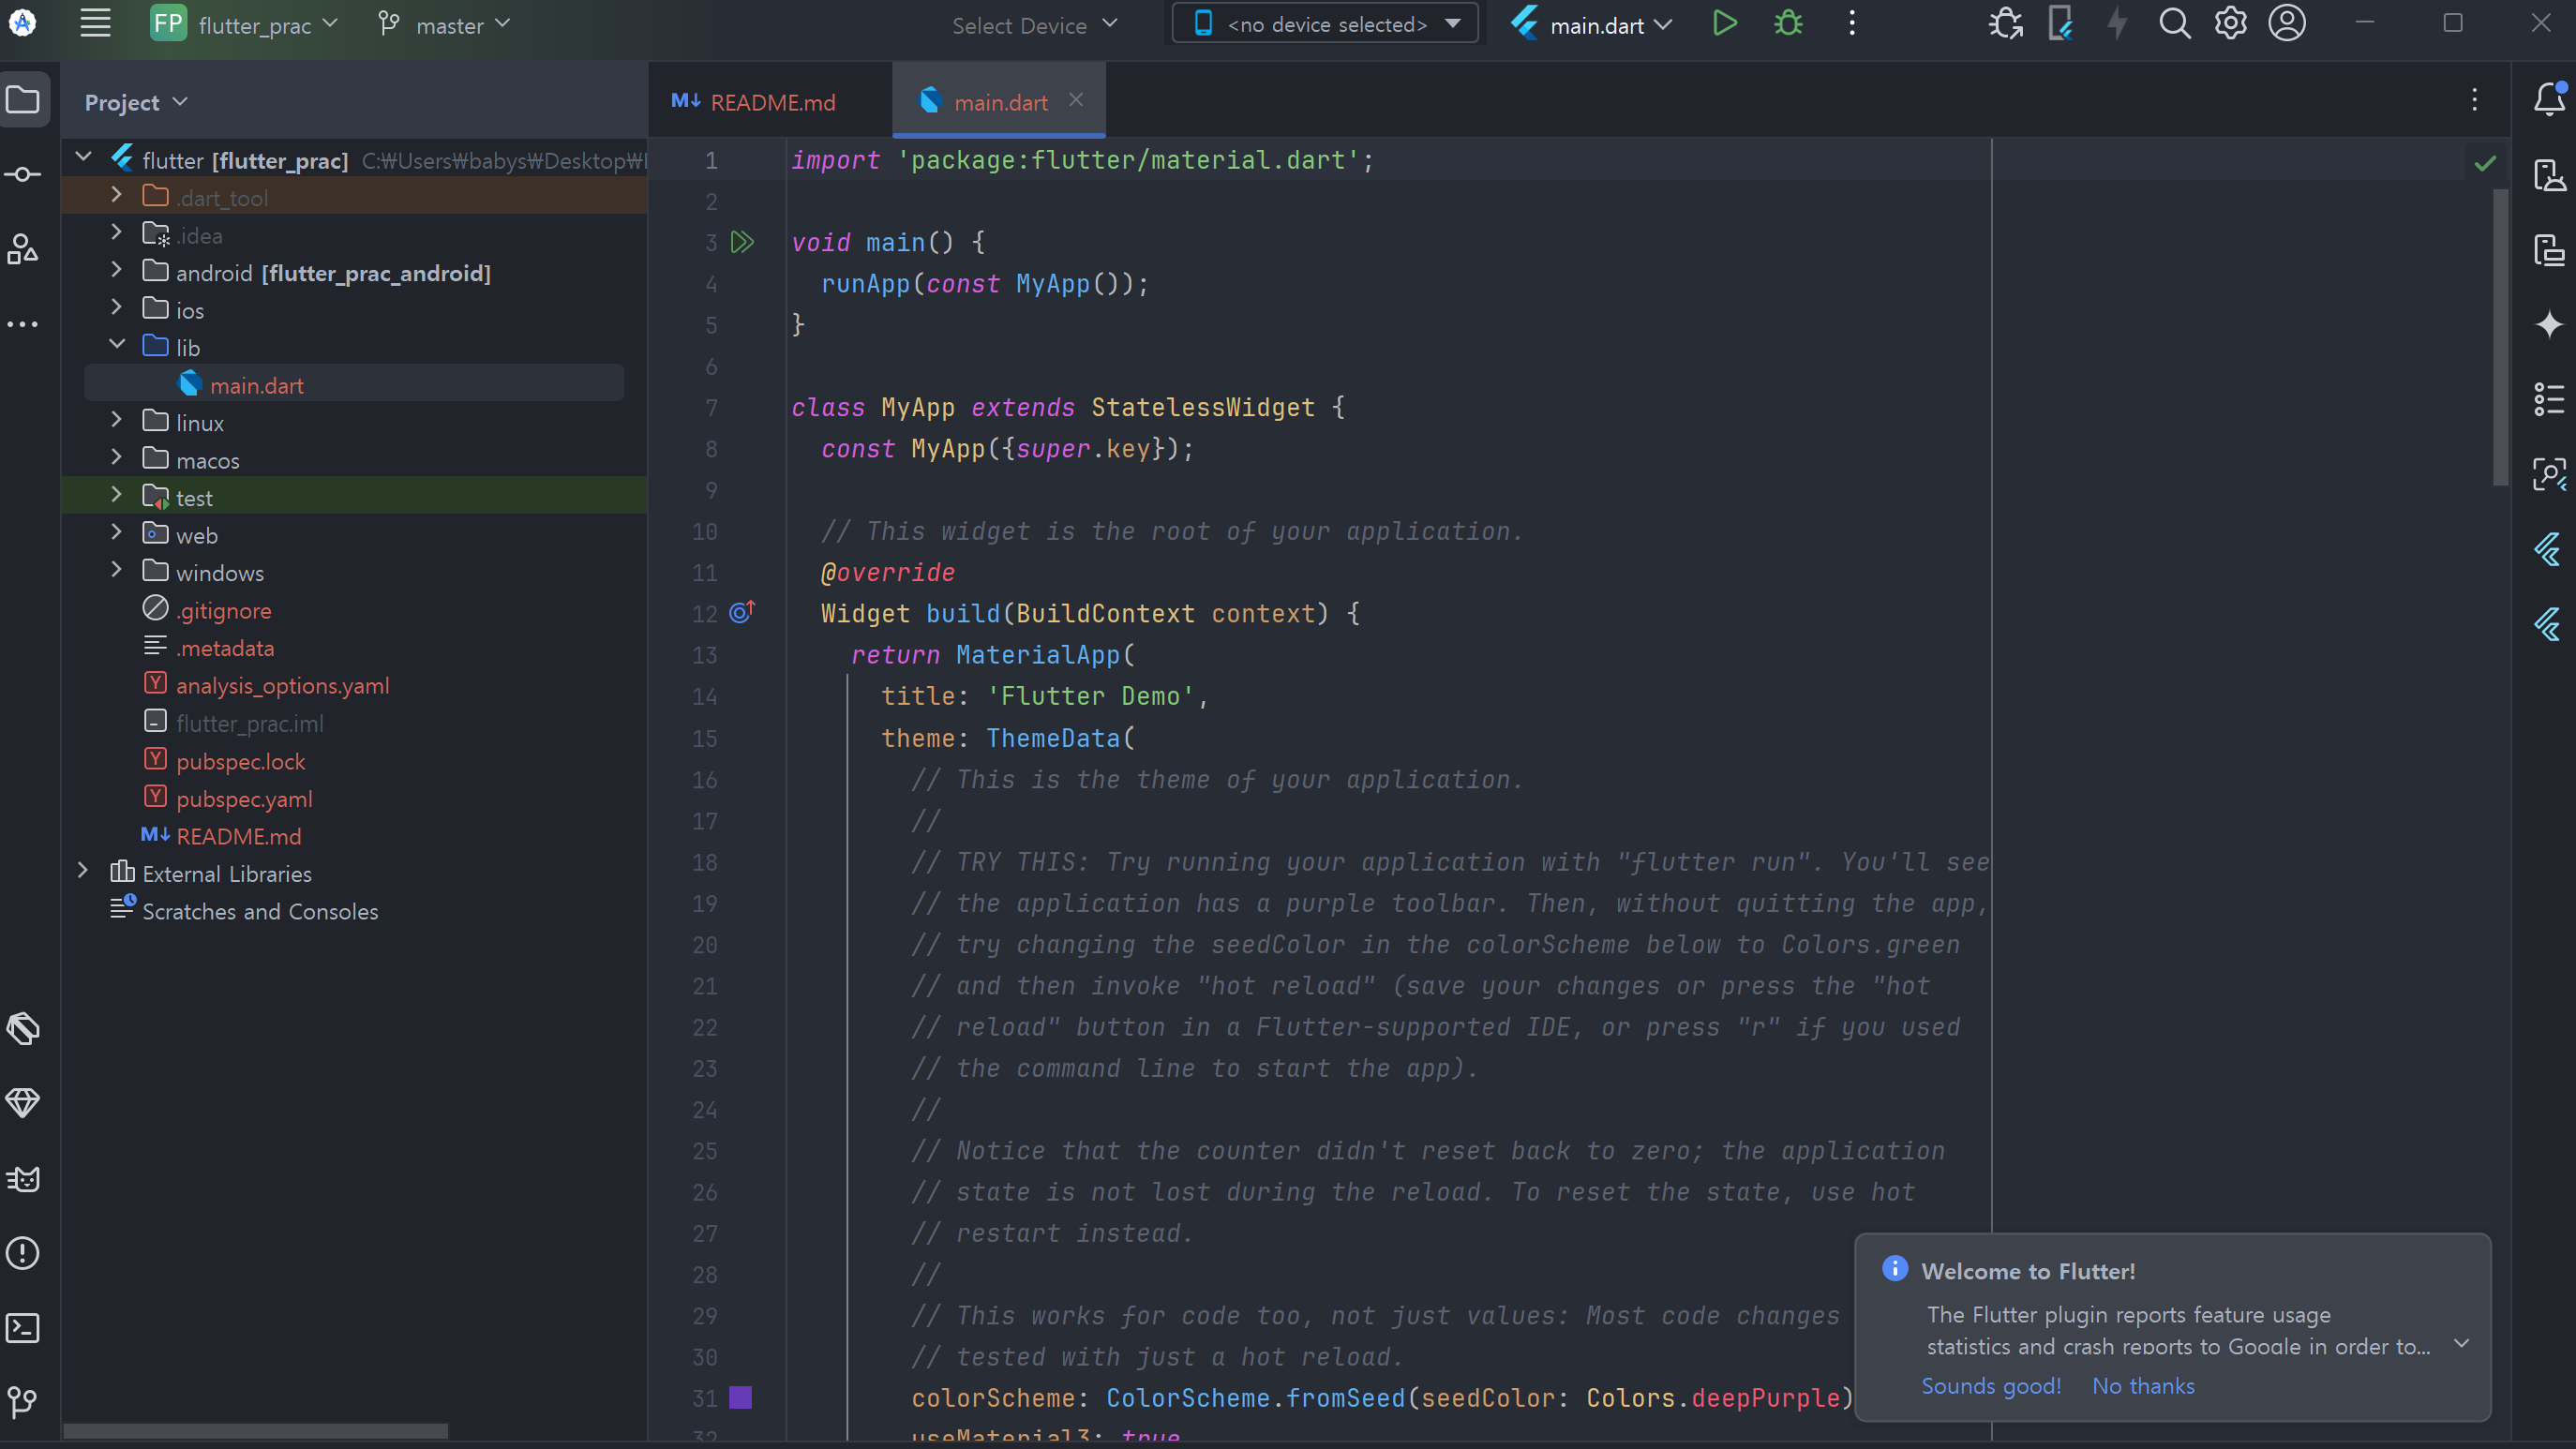 FP flutter_prac master Select Device <no device selected> main.dart
Project
README.md main.dart
flutter [flutter_prac] C:₩Users₩babys₩Desktop₩
.dart_tool
.idea
android [flutter_prac_android]
ios
lib
main.dart
linux
macos
test
web
windows
.gitignore
.metadata
analysis_options.yaml
flutter_prac.iml
pubspec.lock
pubspec.yaml
README.md
External Libraries
Scratches and Consoles
1 import 'package:flutter/material.dart';
2
3 void main() {
4 runApp(const MyApp());
5 }
6
7 class MyApp extends StatelessWidget {
8 const MyApp({super.key});
9
10 // This widget is the root of your application.
11 @override
12 Widget build(BuildContext context) {
13 return MaterialApp(
14 title: 'Flutter Demo',
15 theme: ThemeData(
16 // This is the theme of your application.
17 //
18 // TRY THIS: Try running your application with "flutter run". You'll see
19 // the application has a purple toolbar. Then, without quitting the app,
20 // try changing the seedColor in the colorScheme below to Colors.green
21 // and then invoke "hot reload" (save your changes or press the "hot
22 // reload" button in a Flutter-supported IDE, or press "r" if you used
23 // the command line to start the app).
24 //
25 // Notice that the counter didn't reset back to zero; the application
26 // state is not lost during the reload. To reset the state, use hot
27 // restart instead.
28 //
29 // This works for code too, not just values: Most code changes
30 // tested with just a hot reload.
31 colorScheme: ColorScheme.fromSeed(seedColor: Colors.deepPurple)
32 useMaterial3: true
Welcome to Flutter!
The Flutter plugin reports feature usage
statistics and crash reports to Google in order to...
Sounds good! No thanks